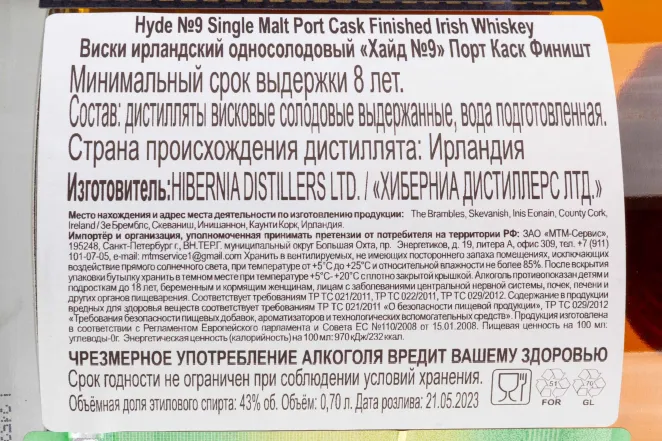 Hyde №9 Single Malt Port Cask Finished Irish Whiskey
Виски ирландский односолодовый «Хайд №9» Порт Каск Финишт
Минимальный срок выдержки 8 лет.
Состав: дистилляты висковые солодовые выдержанные, вода подготовленная.
Страна происхождения дистиллята: Ирландия
Изготовитель:HIBERNIA DISTILLERS LTD. / «ХИБЕРНИА ДИСТИЛЛЕРС ЛТД.»
Место нахождения и адрес места деятельности по изготовлению продукции: The Brambles, Skevanish, Inis Eonain, County Cork,
Ireland / Зе Бремблс, Скеваниш, Инишаннон, Каунти Корк, Ирландия.
Импортёр и организация, уполномоченная принимать претензии от потребителя на территории РФ: ЗАО «МТМ-Сервис»,
195248, Санкт-Петербург г., ВН.ТЕР.Г. муниципальный округ Большая Охта, пр. Энергетиков, д. 19, литера А, офис 309, тел. +7 (911)
101-07-05, e-mail: mtmservice1@gmail.com Хранить в вентилируемых, не имеющих постороннего запаха помещениях, исключающих
воздействие прямого солнечного света, при температуре от +5°С до +25°С и относительной влажности не более 85%. После вскрытия
упаковки бутылку хранить в темном месте при температуре +5°С- +20°С плотно закрытой крышкой. Алкоголь противопоказан детям и
подросткам до 18 лет, беременным и кормящим женщинам, лицам с заболеваниями центральной нервной системы, почек, печени и
других органов пищеварения. Соответствует требованиям ТР ТС 021/2011, ТР ТС 022/2011, ТР ТС 029/2012. Содержание в продукции
вредных для здоровья веществ соответствует требованиям ТР ТС 021/2011 «О безопасности пищевой продукции», ТР ТС 029/2012
«Требования безопасности пищевых добавок, ароматизаторов и технологических вспомогательных средств». Продукция изготовлена
в соответствии с Регламентом Европейского парламента и Совета ЕС №110/2008 от 15.01.2008. Пищевая ценность на 100 мл:
углеводы-0г. Энергетическая ценность (калорийность) на 100 мл: 970 кДж/232 ккал.
ЧРЕЗМЕРНОЕ УПОТРЕБЛЕНИЕ АЛКОГОЛЯ ВРЕДИТ ВАШЕМУ ЗДОРОВЬЮ
Срок годности не ограничен при соблюдении условий хранения.
Объёмная доля этилового спирта: 43% об. Объём: 0,70 л. Дата розлива: 21.05.2023
51
FOR
70
GL